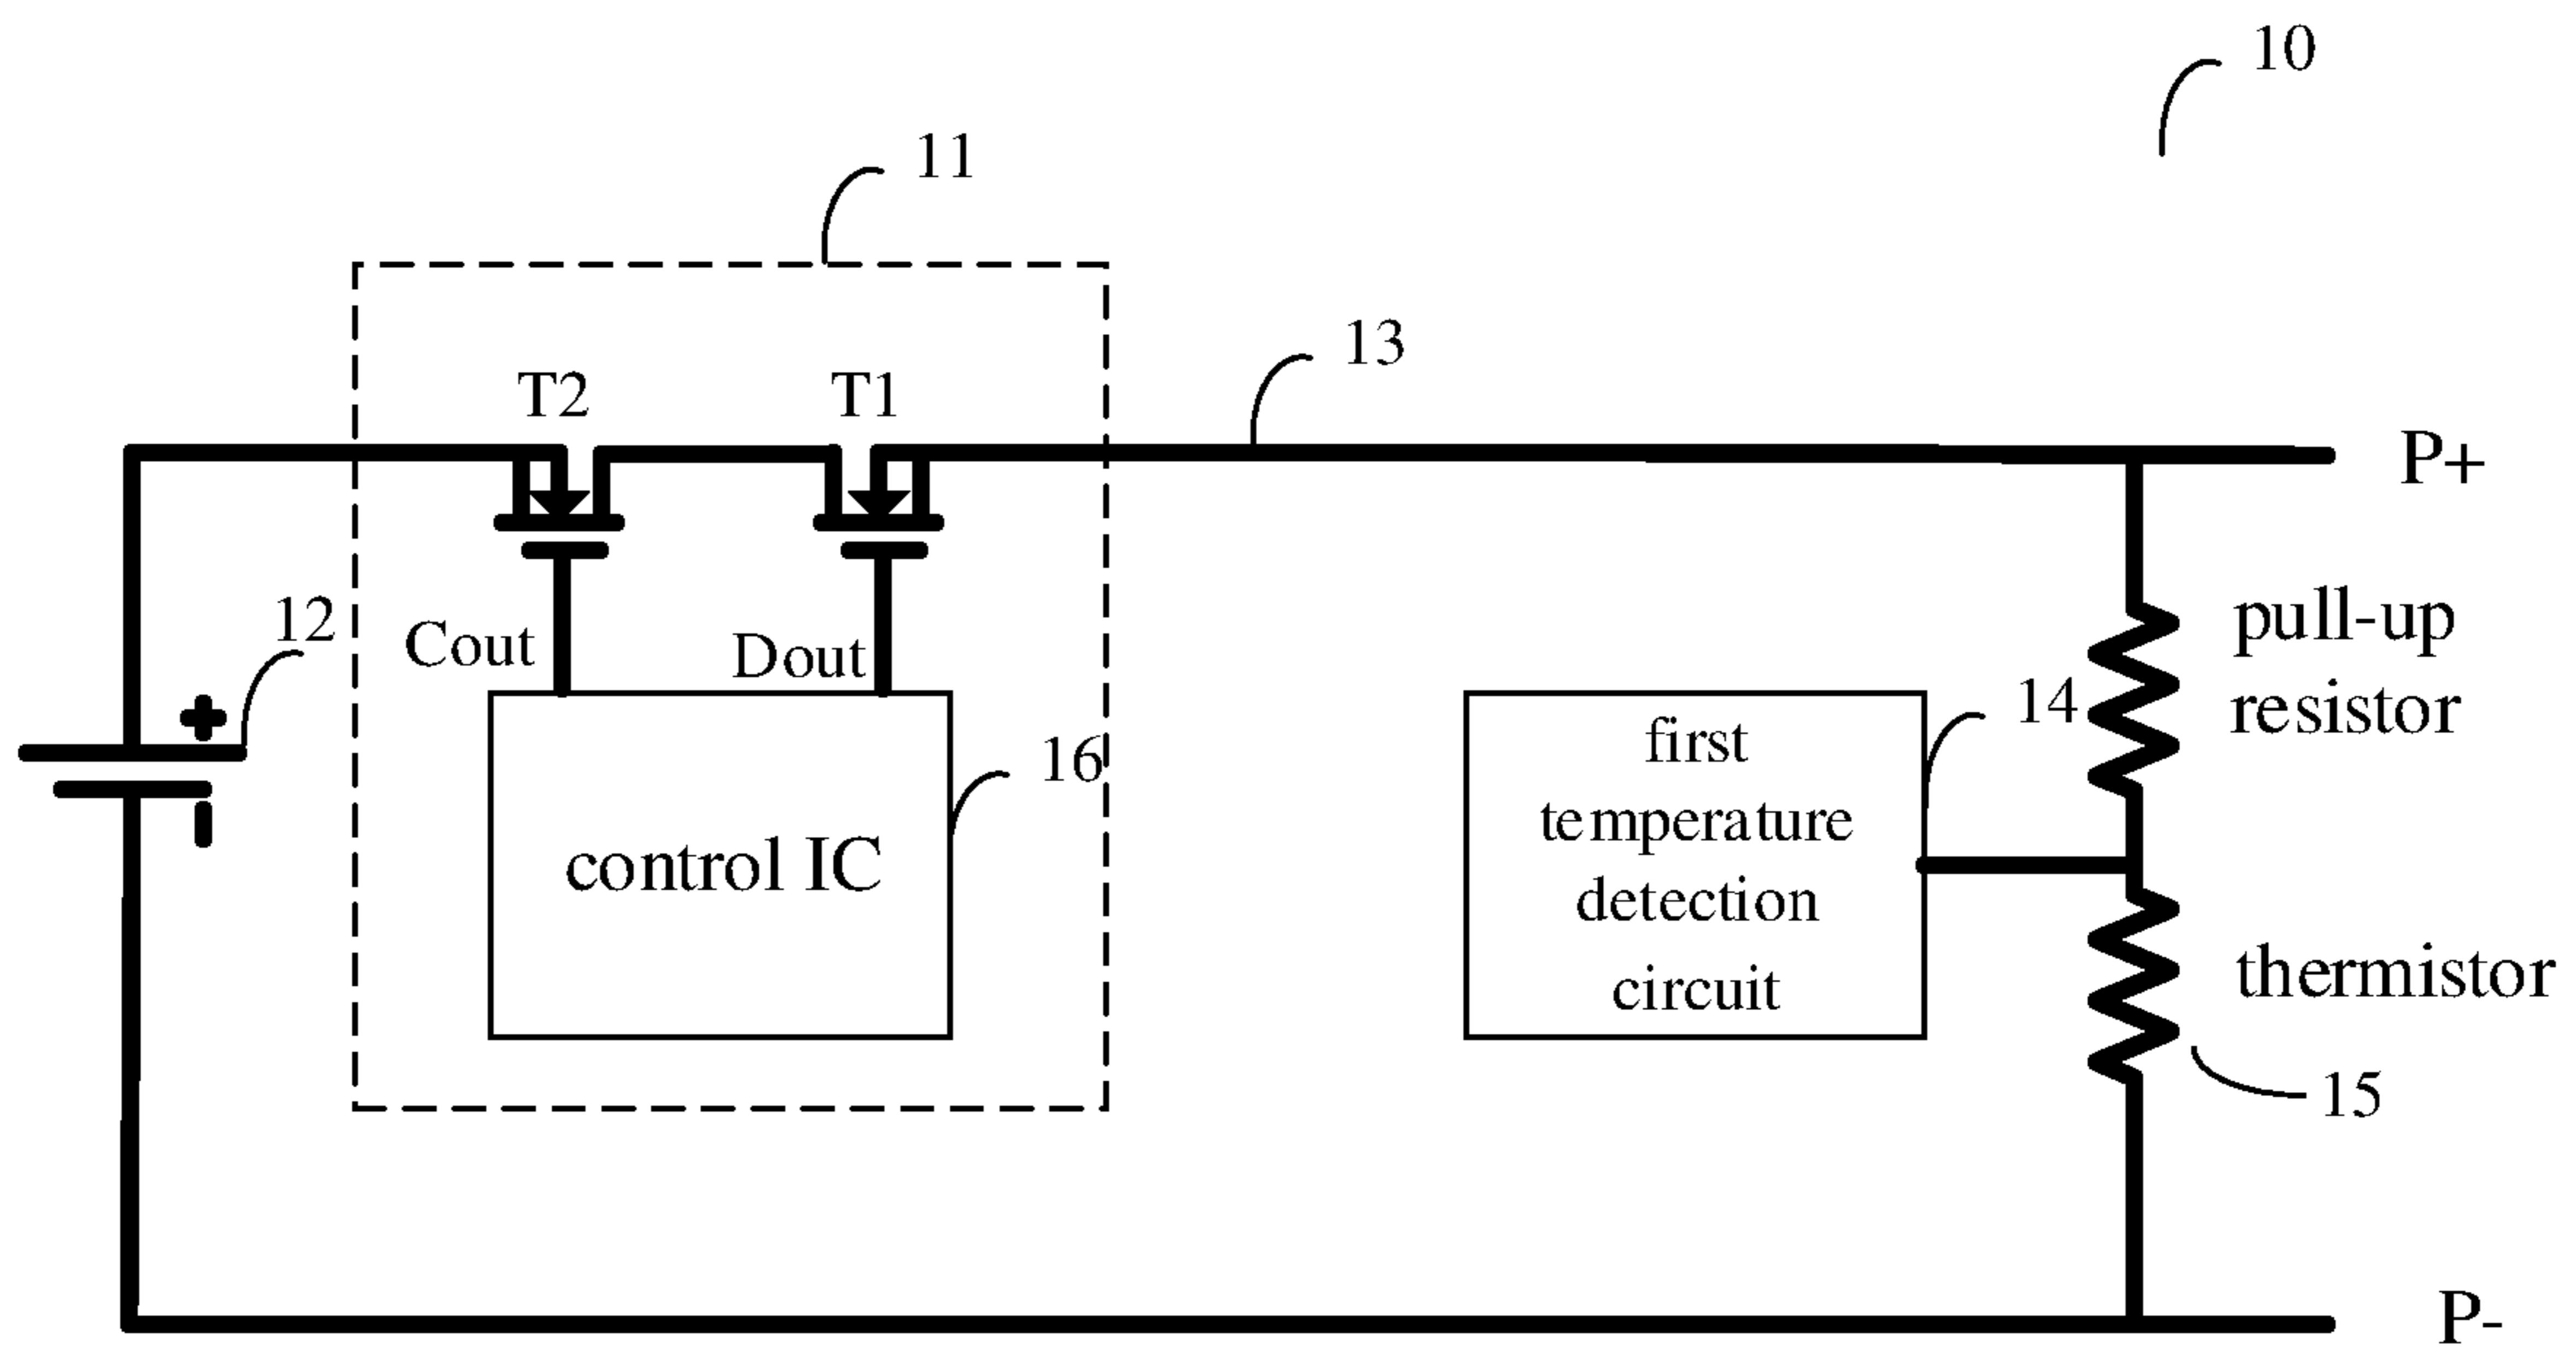 10
11
13
T2
T1
P+
12
Cout
Dout
pull-up
resistor
14
first
temperature
detection
circuit
16
control IC
thermistor
15
P-
+
-